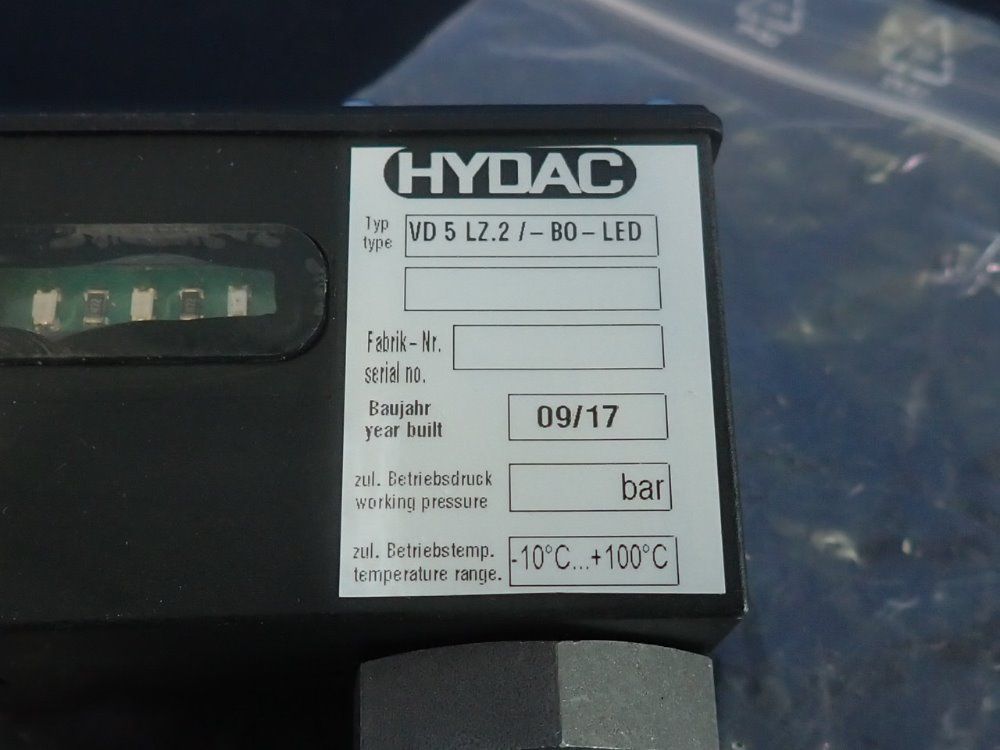 HYDAC
Typ
type
VD 5 LZ.2 /-BO-LED
Fabrik-Nr.
serial no.
Baujahr
year built
09/17
zul. Betriebsdruck
working pressure
bar
zul. Betriebstemp.
temperature range.
-10°C...+100°C